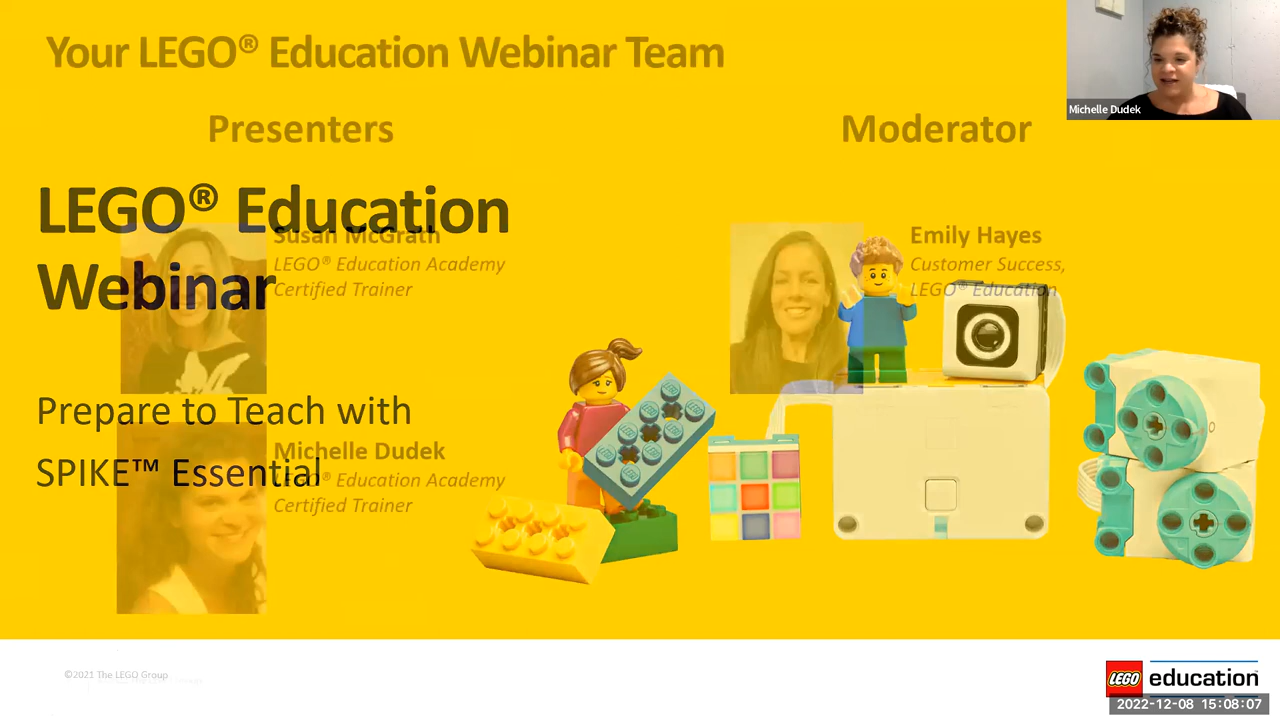 Your LEGO® Education Webinar Team
Michelle Dudek
Presenters
Moderator
LEGO® Education
Webinar
Susan McGrath
LEGO® Education Academy
Certified Trainer
Emily Hayes
Customer Success,
LEGO® Education
Prepare to Teach with
SPIKE™ Essential
Michelle Dudek
LEGO® Education Academy
Certified Trainer
©2021 The LEGO Group
LEGO education
2022-12-08 15:08:07